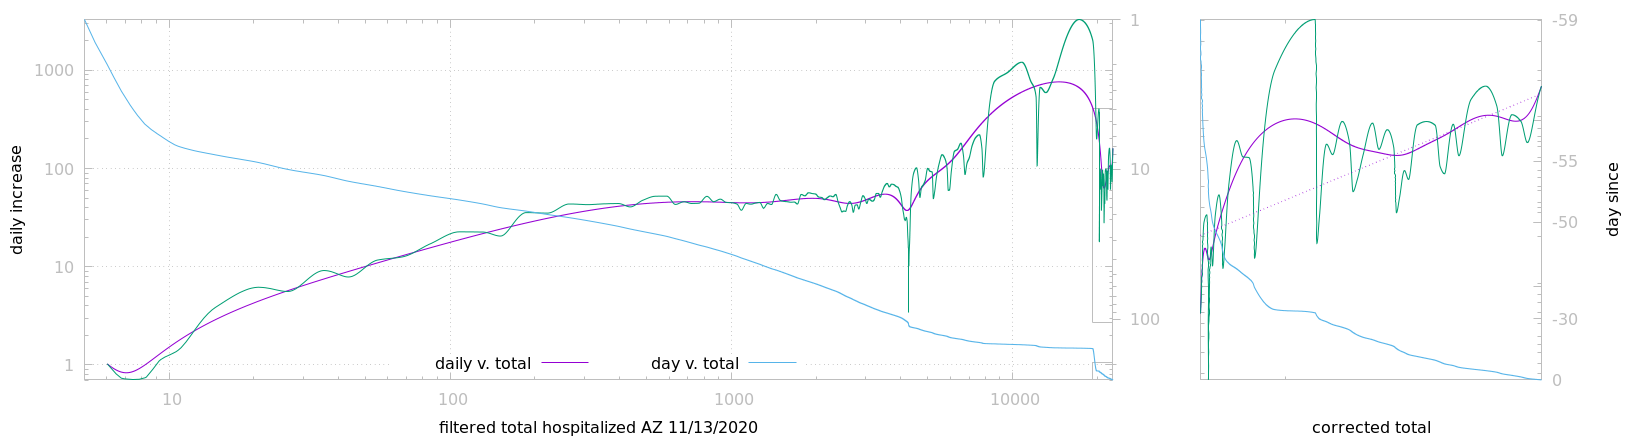 daily increase
1000
100
10
1
10
100
1000
10000
1
10
100
daily v. total
day v. total
filtered total hospitalized AZ 11/13/2020
-59
-55
-50
-30
0
day since
corrected total